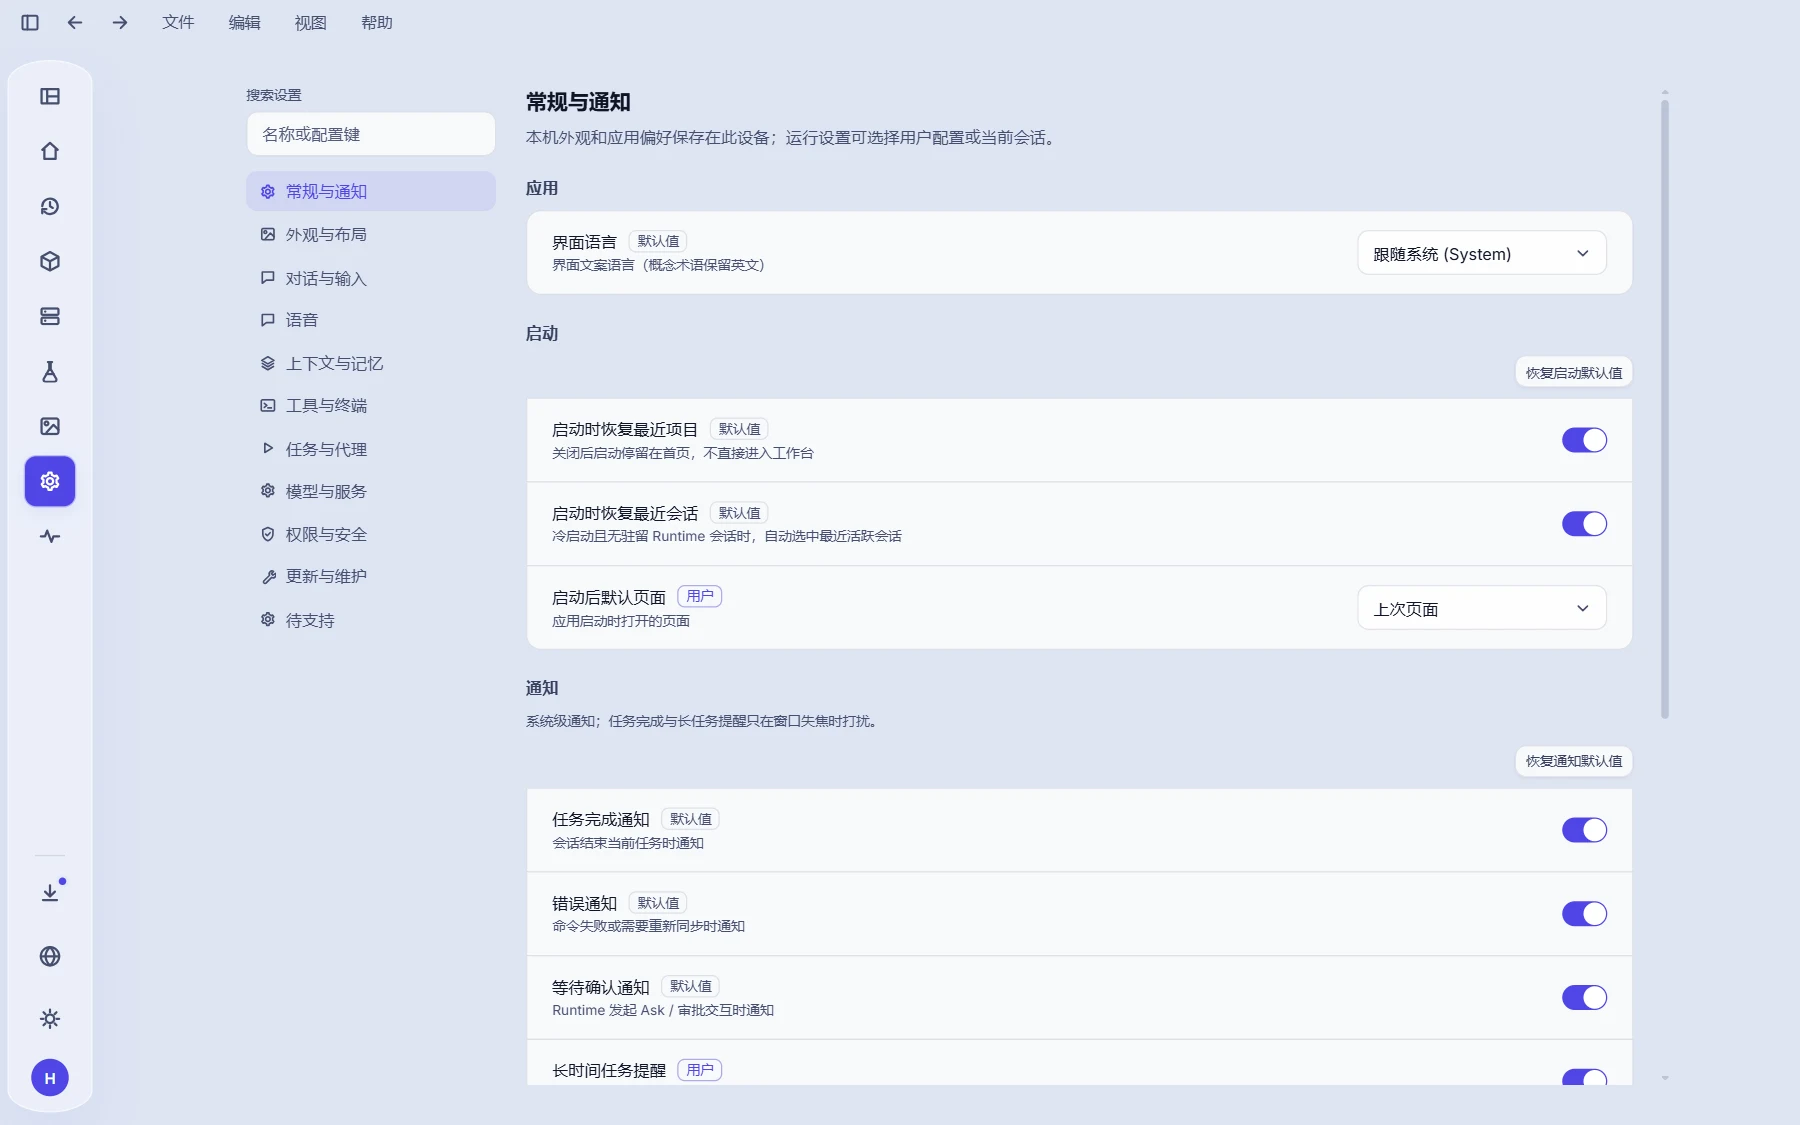 文件 编辑 视图 帮助
搜索设置
名称或配置键
常规与通知
外观与布局
对话与输入
语音
上下文与记忆
工具与终端
任务与代理
模型与服务
权限与安全
更新与维护
待支持
H
常规与通知
本机外观和应用偏好保存在此设备；运行设置可选择用户配置或当前会话。
应用
界面语言 默认值
界面文案语言（概念术语保留英文）
跟随系统 (System)
启动
恢复启动默认值
启动时恢复最近项目 默认值
关闭后启动停留在首页，不直接进入工作台
启动时恢复最近会话 默认值
冷启动且无驻留 Runtime 会话时，自动选中最近活跃会话
启动后默认页面 用户
应用启动时打开的页面
上次页面
通知
系统级通知；任务完成与长任务提醒只在窗口失焦时打扰。
恢复通知默认值
任务完成通知 默认值
会话结束当前任务时通知
错误通知 默认值
命令失败或需要重新同步时通知
等待确认通知 默认值
Runtime 发起 Ask / 审批交互时通知
长时间任务提醒 用户